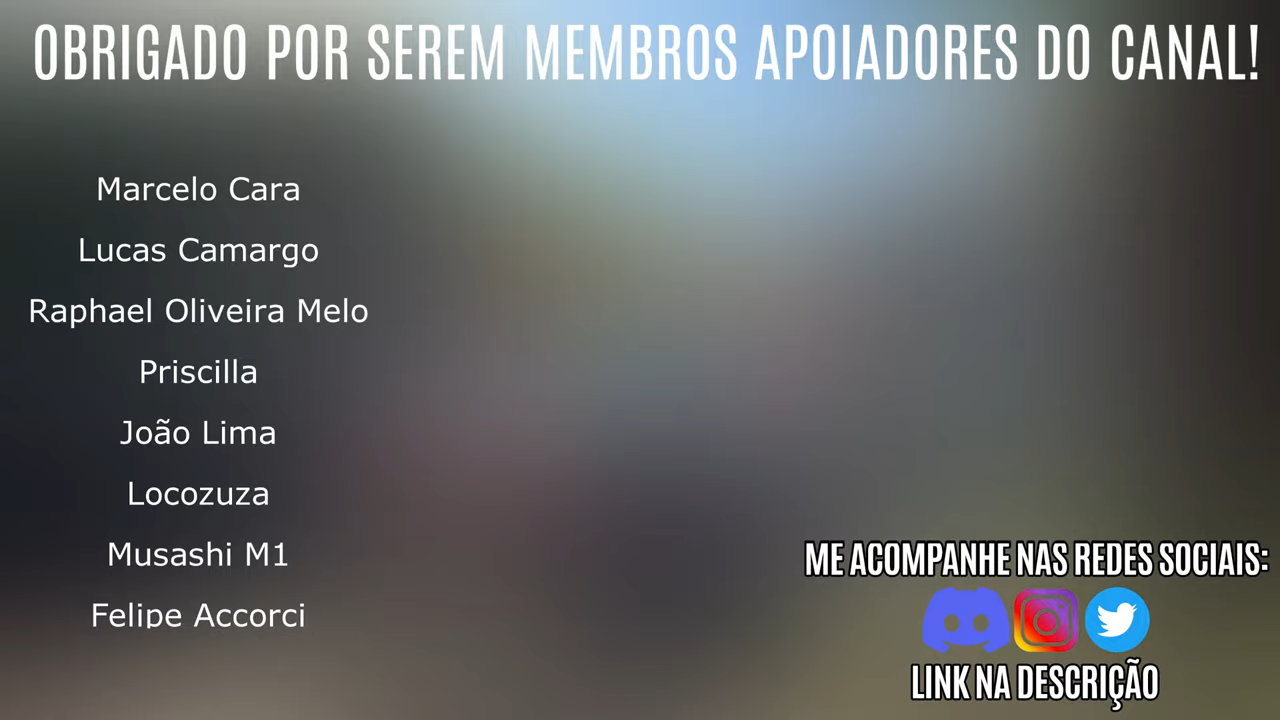 OBRIGADO POR SEREM MEMBROS APOIADORES DO CANAL!
Marcelo Cara
Lucas Camargo
Raphael Oliveira Melo
Priscilla
João Lima
Locozuza
Musashi M1
Felipe Accorci
ME ACOMPANHE NAS REDES SOCIAIS:
LINK NA DESCRIÇÃO